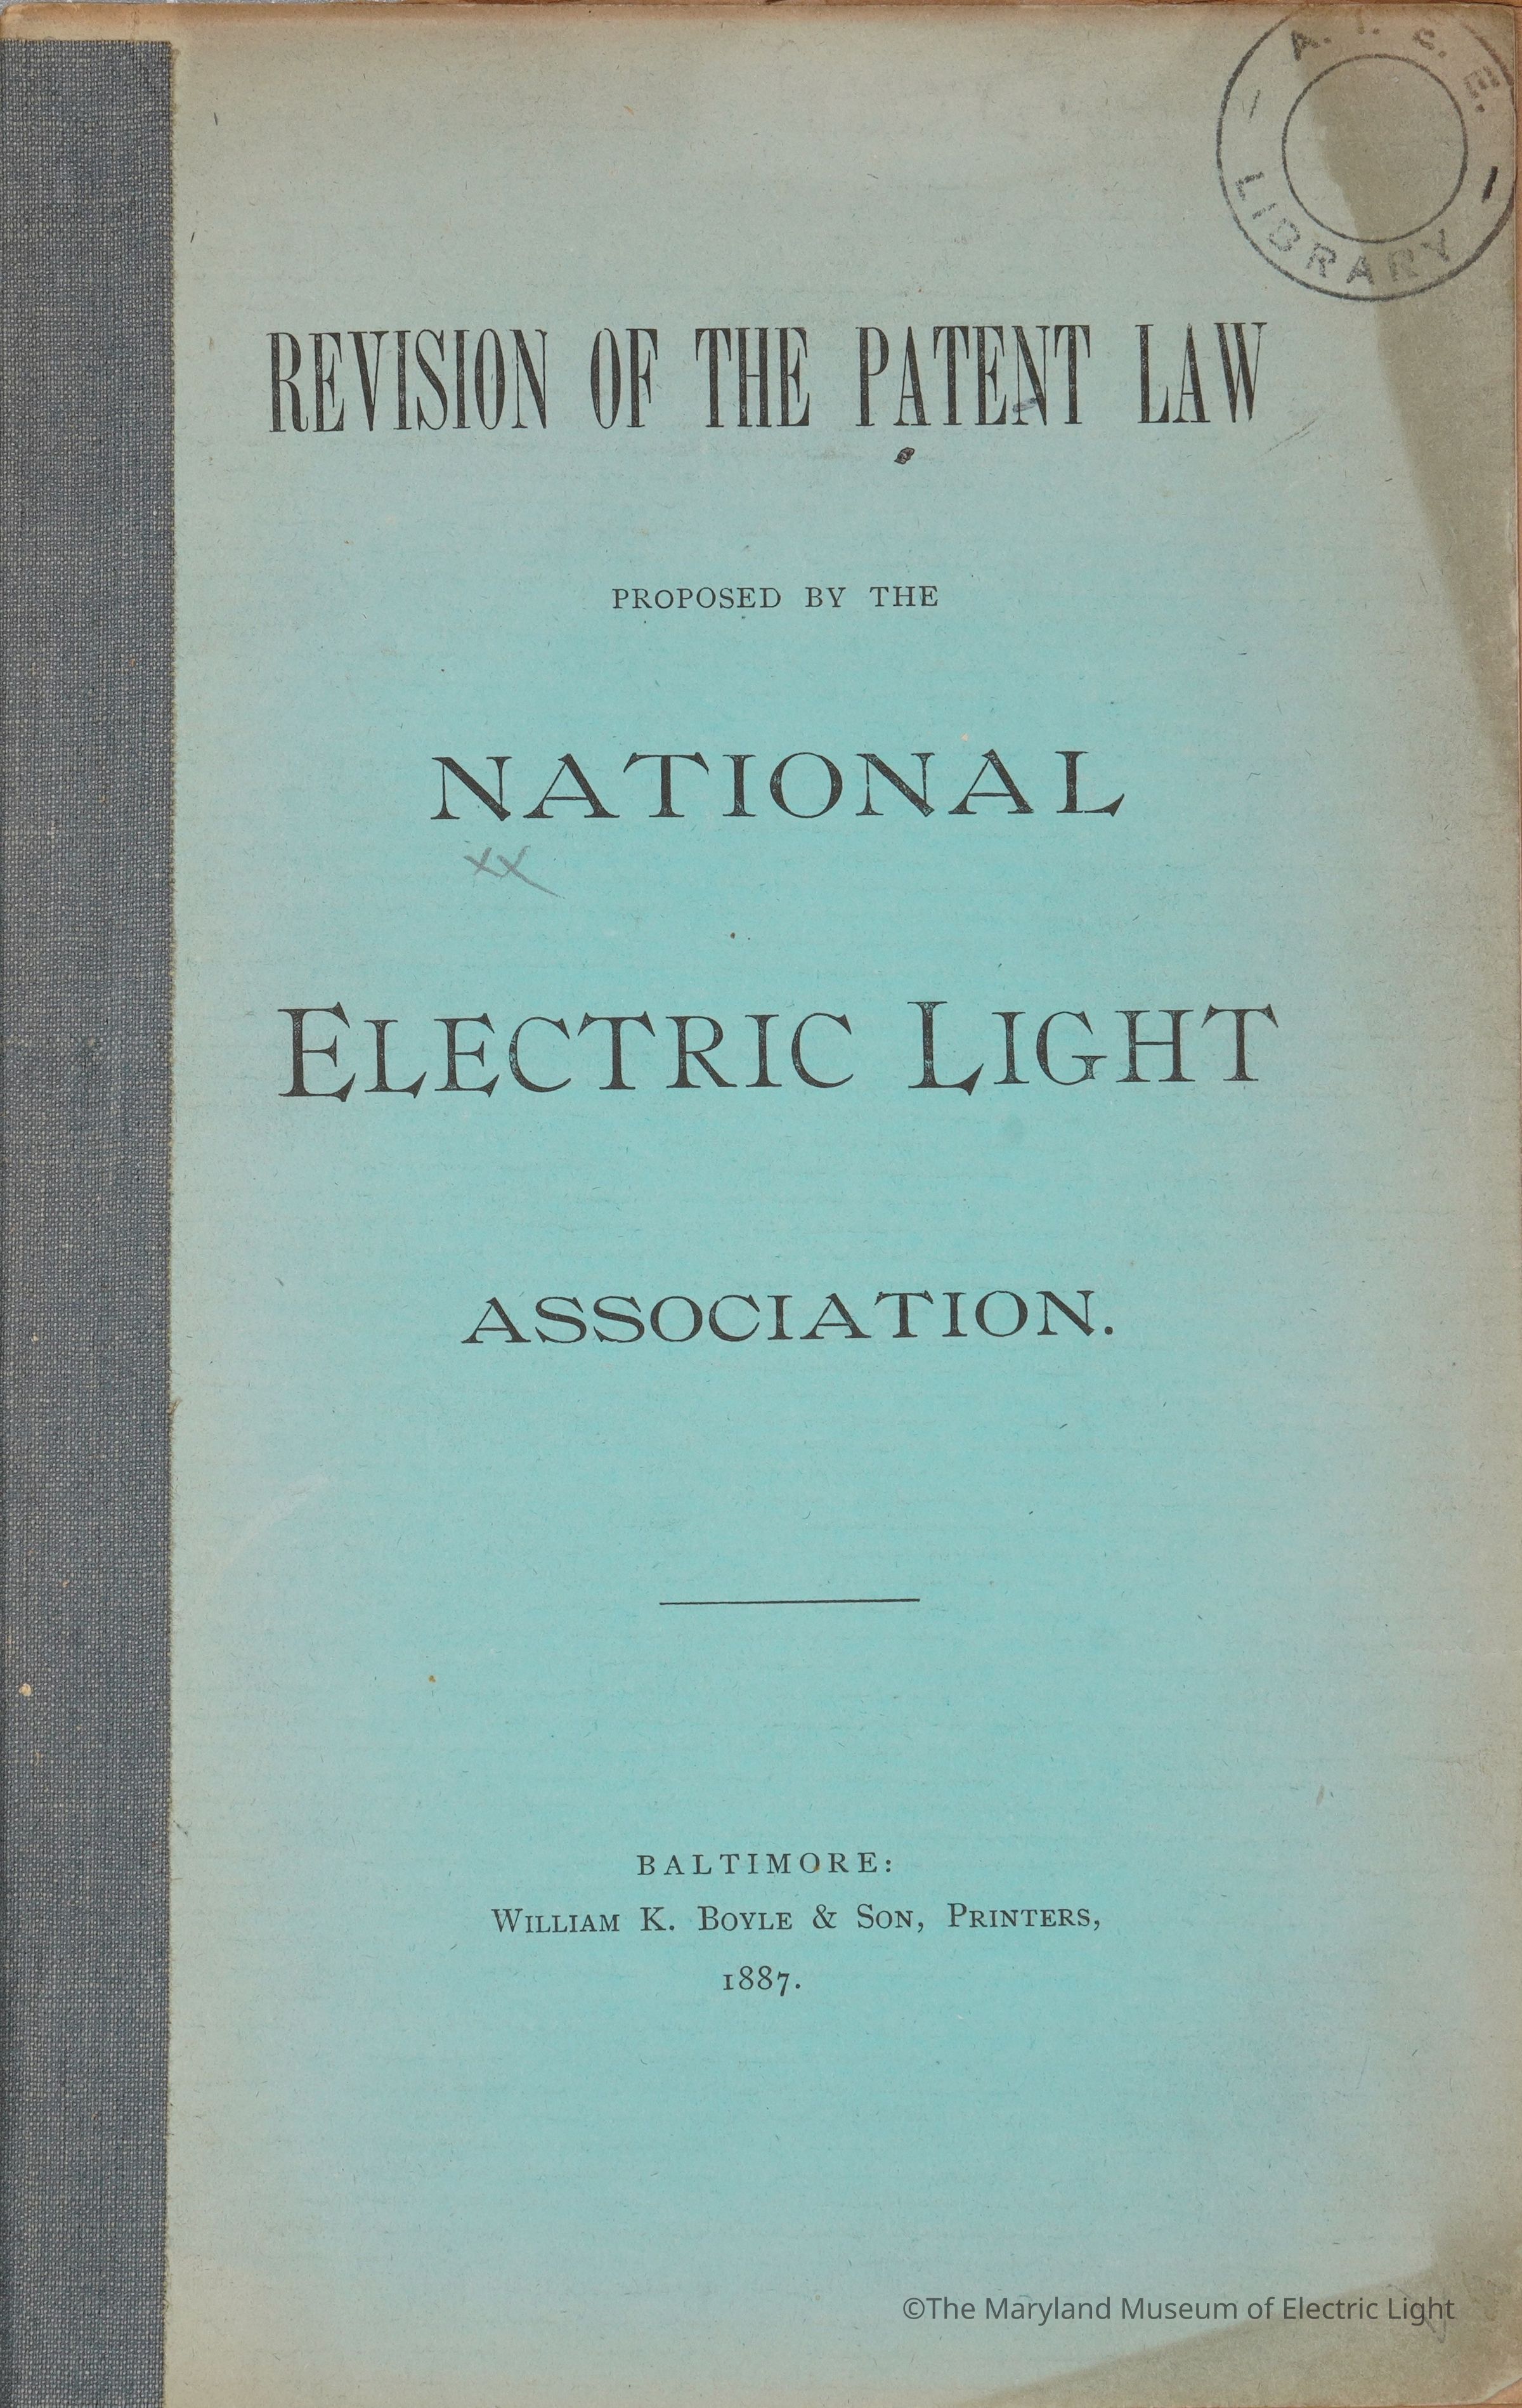 A. I. E. E.
LIBRARY
REVISION OF THE PATENT LAW
PROPOSED BY THE
NATIONAL
xx
ELECTRIC LIGHT
ASSOCIATION.
BALTIMORE:
WILLIAM K. BOYLE & SON, PRINTERS,
1887.
©The Maryland Museum of Electric Light